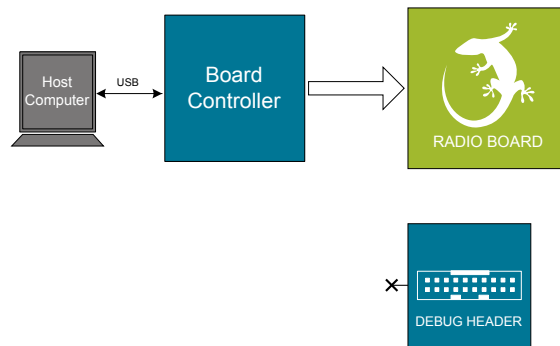 Host
Computer
USB
Board
Controller
RADIO BOARD
DEBUG HEADER